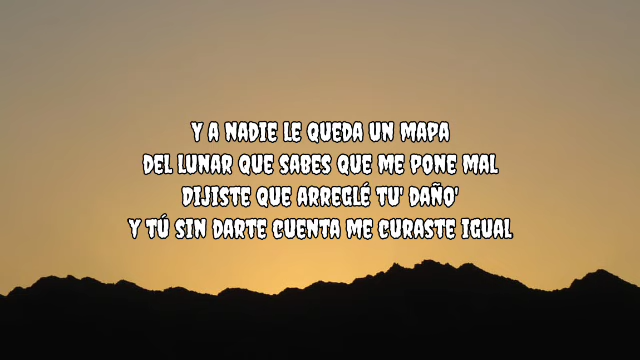 Y A NADIE LE QUEDA UN MAPA
DEL LUNAR QUE SABES QUE ME PONE MAL
DIJISTE QUE ARREGLÉ TU' DAÑO'
Y TÚ SIN DARTE CUENTA ME CURASTE IGUAL